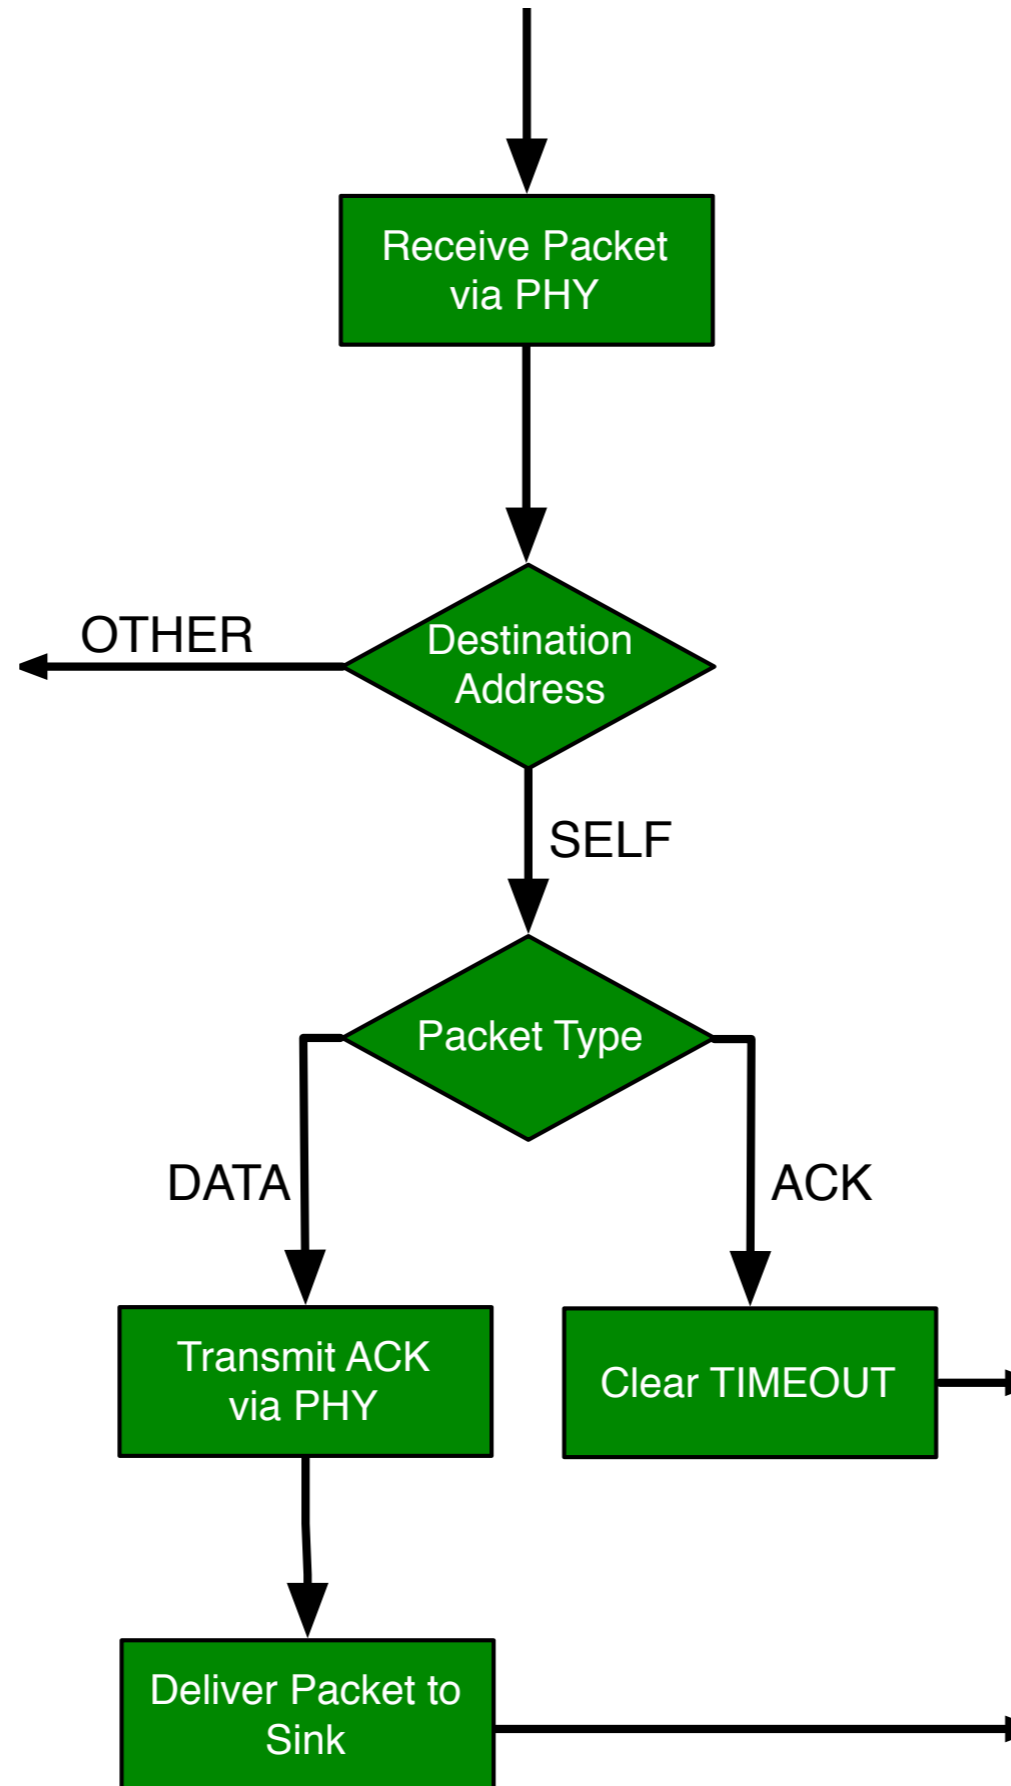 Receive Packet
via PHY
OTHER
Destination
Address
SELF
Packet Type
DATA
ACK
Transmit ACK
via PHY
Clear TIMEOUT
Deliver Packet to
Sink